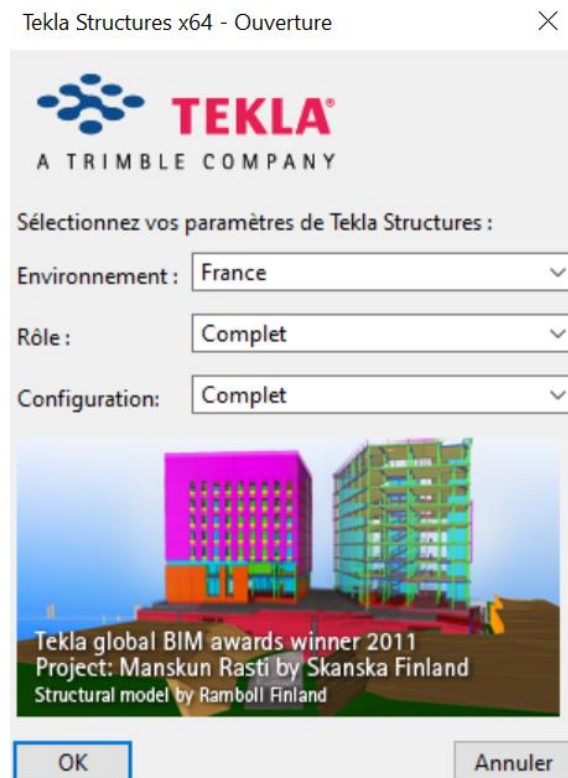 Tekla Structures x64 - Ouverture
TEKLA®
A TRIMBLE COMPANY
Sélectionnez vos paramètres de Tekla Structures :
Environnement : France
Rôle : Complet
Configuration: Complet
Tekla global BIM awards winner 2011
Project: Manskun Rasti by Skanska Finland
Structural model by Ramboll Finland
OK Annuler